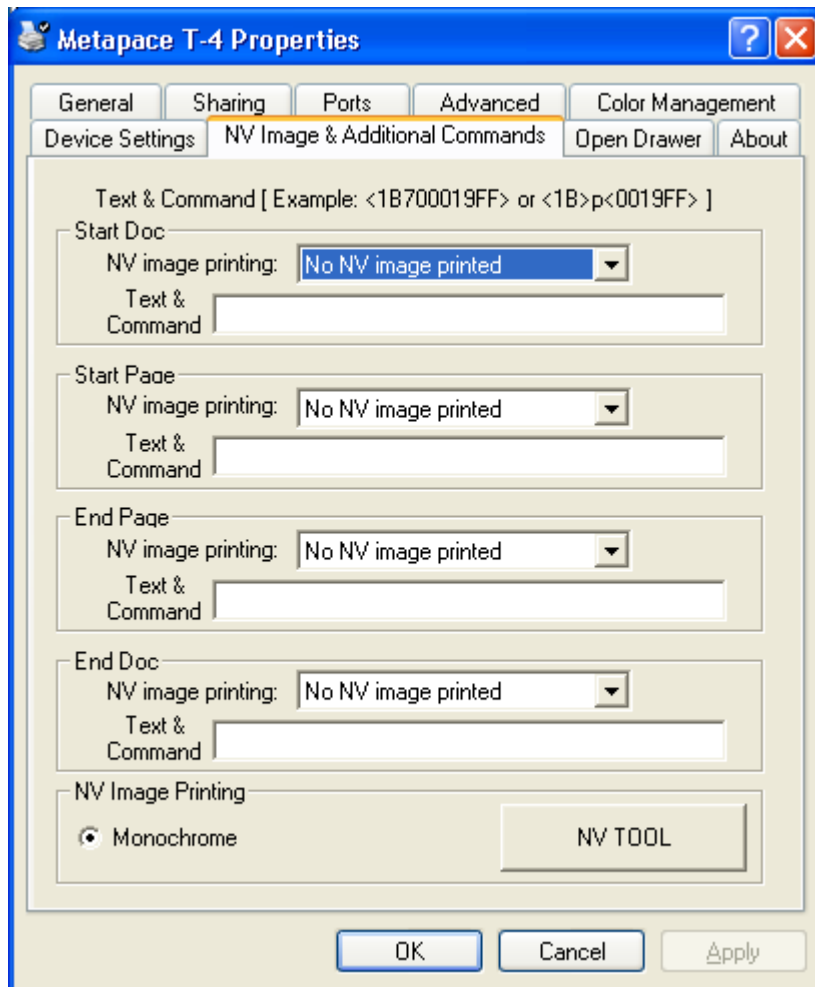 Metapace T-4 Properties
General Sharing Ports Advanced Color Management
Device Settings NV Image & Additional Commands Open Drawer About
Text & Command [ Example: <1B700019FF> or <1B>p<0019FF> ]
Start Doc
NV image printing: No NV image printed
Text &
Command
Start Page
NV image printing: No NV image printed
Text &
Command
End Page
NV image printing: No NV image printed
Text &
Command
End Doc
NV image printing: No NV image printed
Text &
Command
NV Image Printing
Monochrome NV TOOL
OK Cancel Apply